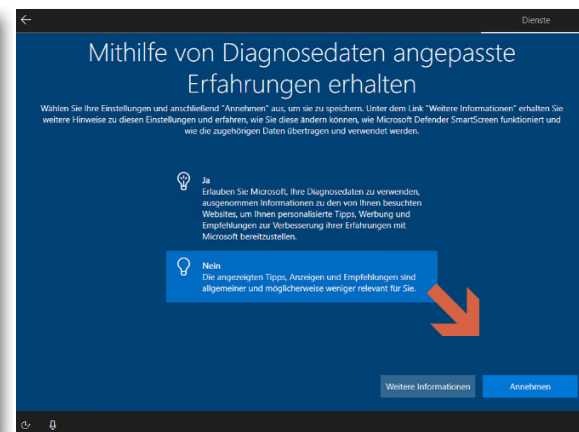 Dienste
Mithilfe von Diagnosedaten angepasste
Erfahrungen erhalten
Wählen Sie Ihre Einstellungen und anschließend "Annehmen" aus, um sie zu speichern. Unter dem Link "Weitere Informationen" erhalten Sie
weitere Hinweise zu diesen Einstellungen und erfahren, wie Sie diese ändern können, wie Microsoft Defender SmartScreen funktioniert und
wie die zugehörigen Daten übertragen und verwendet werden.
Ja
Erlauben Sie Microsoft, Ihre Diagnosedaten zu verwenden,
ausgenommen Informationen zu den von Ihnen besuchten
Websites, um Ihnen personalisierte Tipps, Werbung und
Empfehlungen zur Verbesserung ihrer Erfahrungen mit
Microsoft bereitzustellen.
Nein
Die angezeigten Tipps, Anzeigen und Empfehlungen sind
allgemeiner und möglicherweise weniger relevant für Sie.
Weitere Informationen
Annehmen